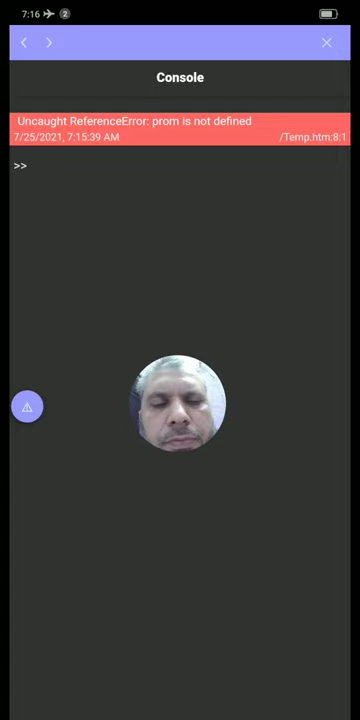 7:16 2
Console
Uncaught ReferenceError: prom is not defined
7/25/2021, 7:15:39 AM /Temp.htm:8:1
>>